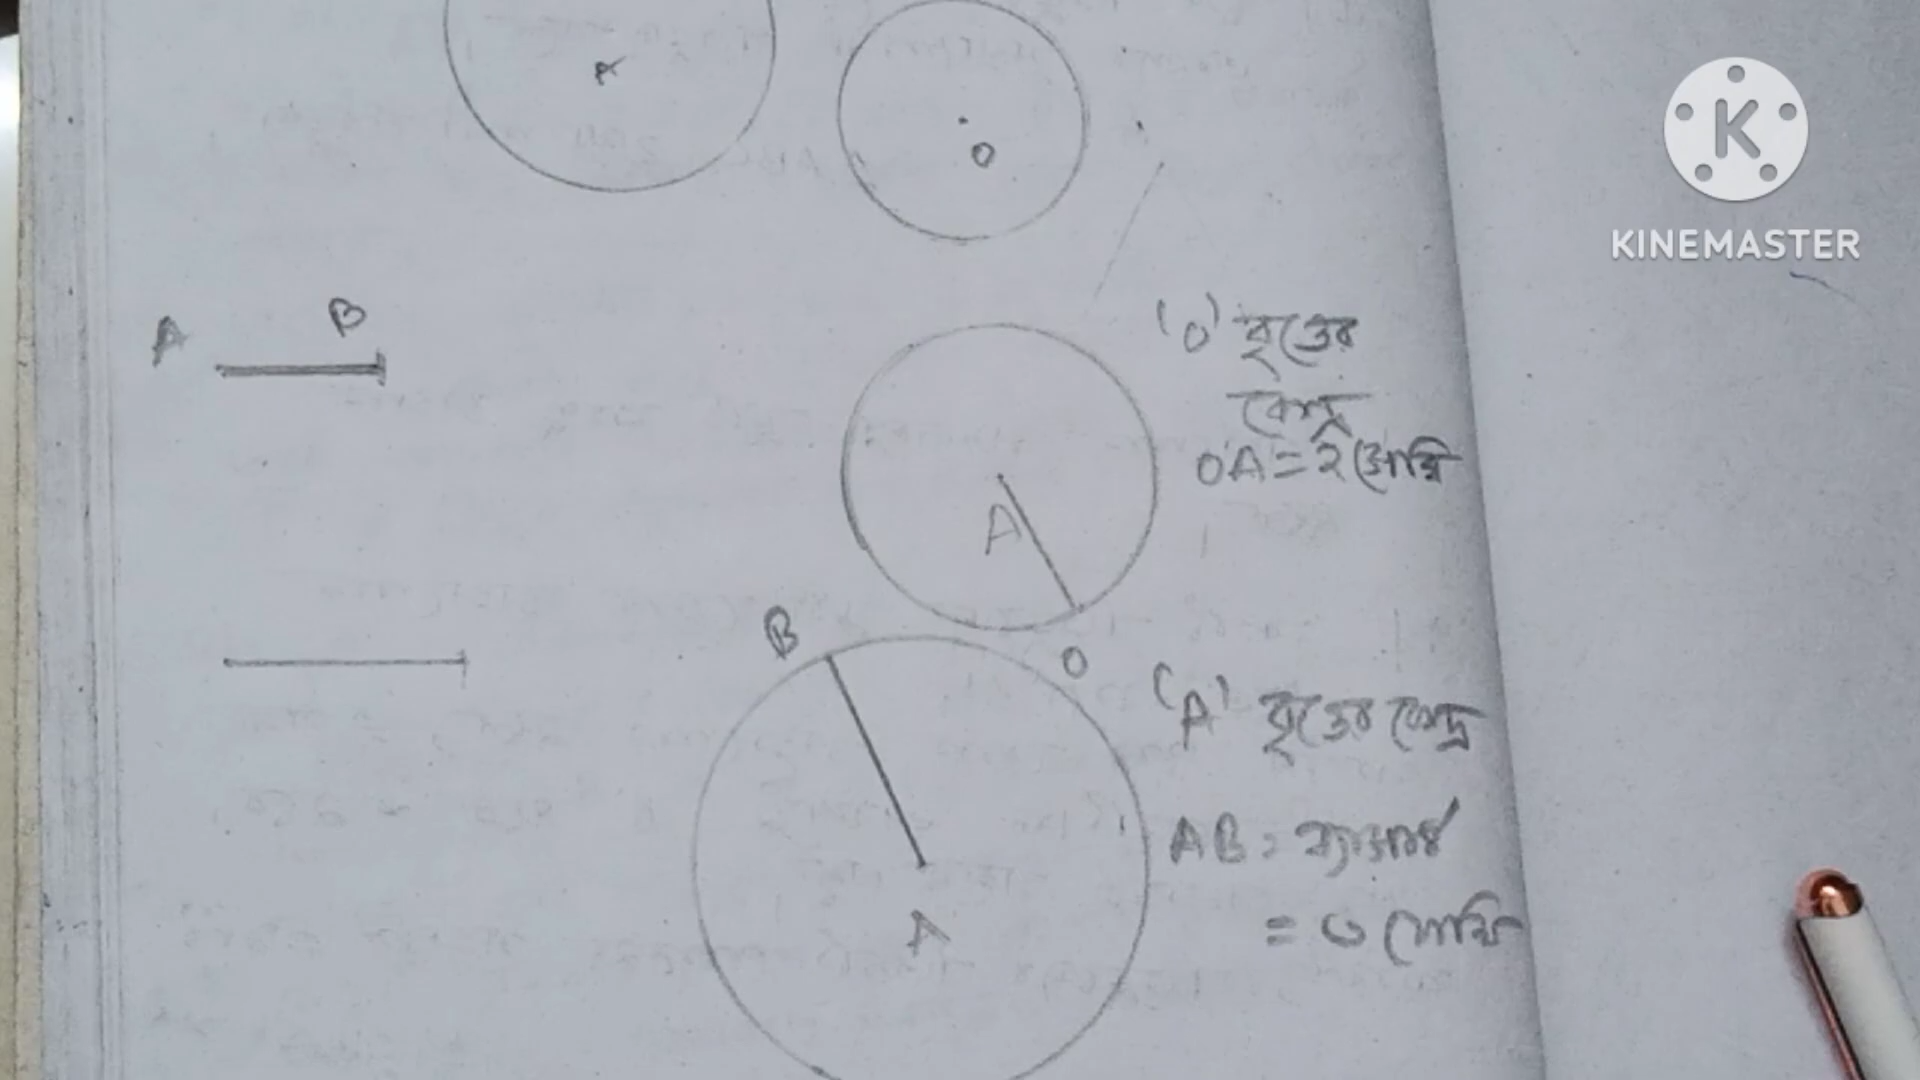 A
O
KINEMASTER
A B
'O' বৃত্তের
কেন্দ্র
OA = ২ সেমি
A
B
O
'A' বৃত্তের কেন্দ্র
AB = ব্যাসার্ধ
= ৩ সেমি
A